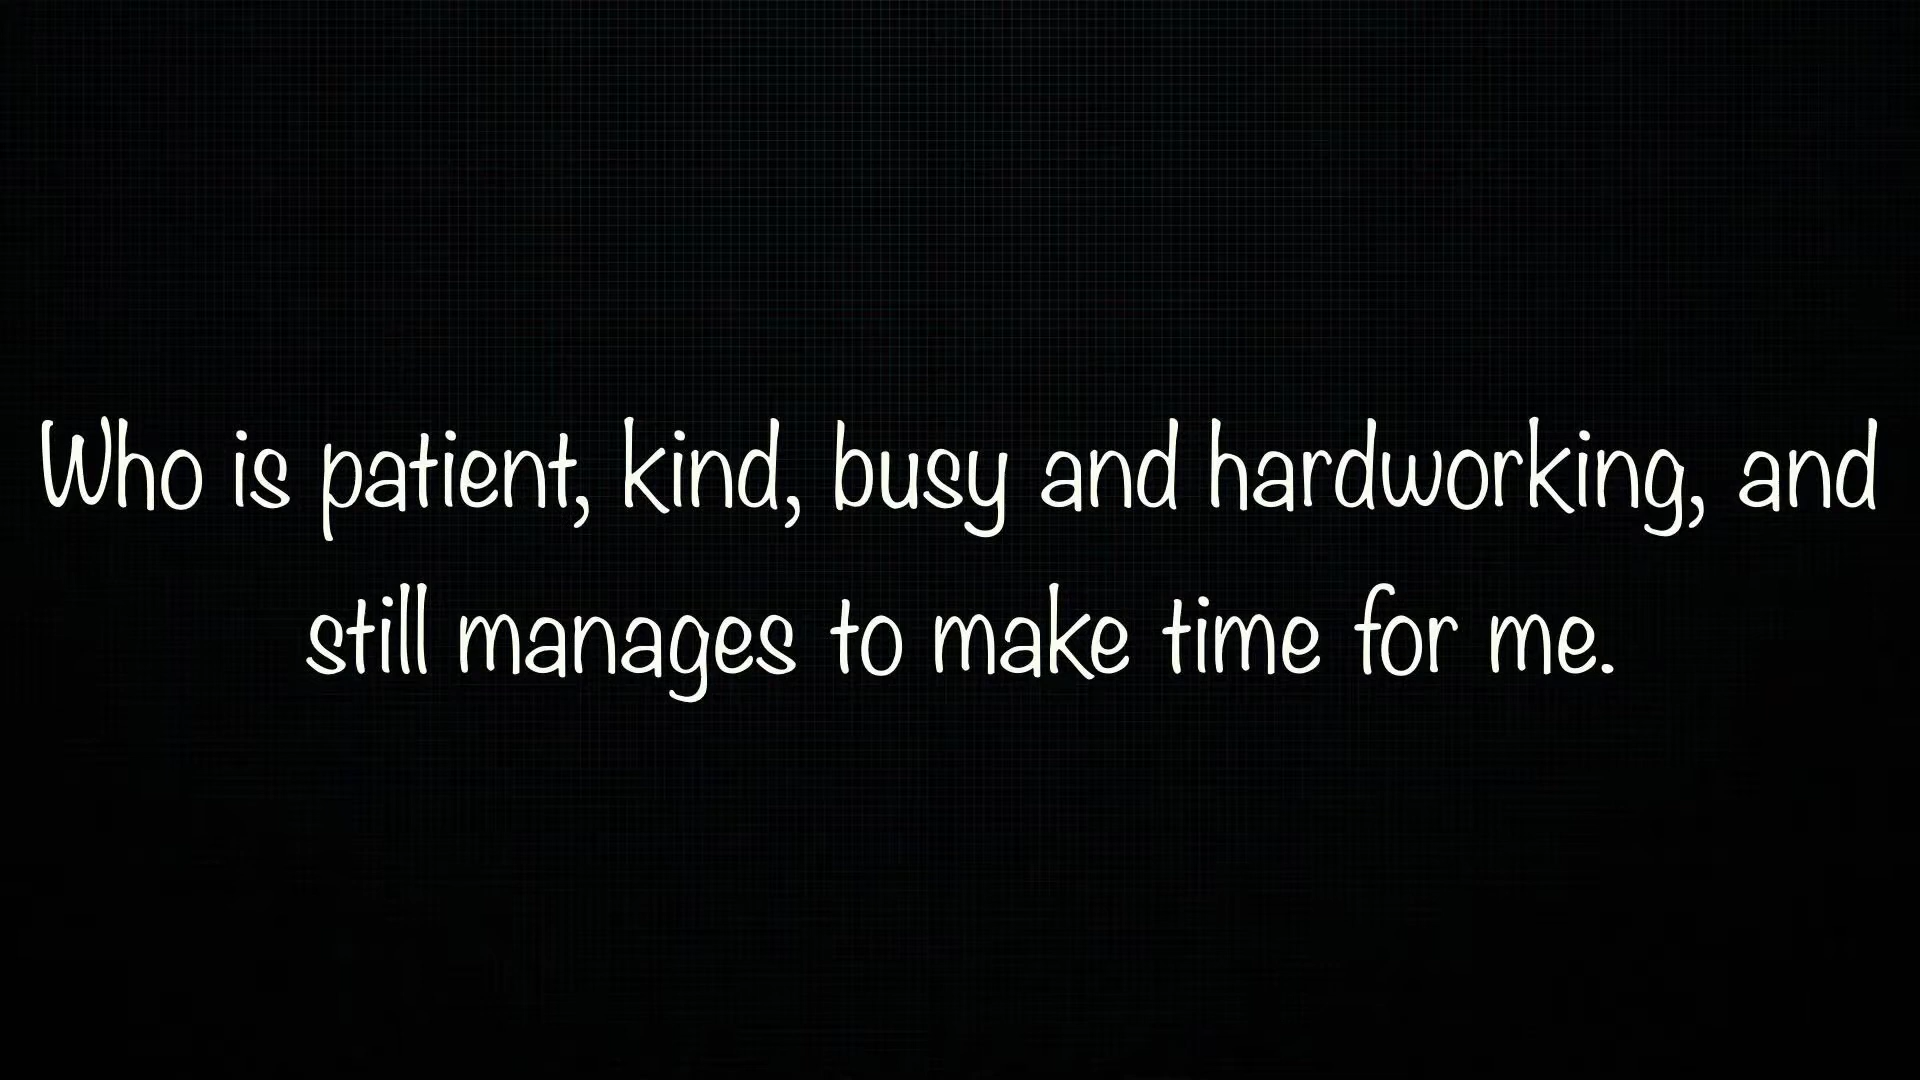 Who is patient, kind, busy and hardworking, and
still manages to make time for me.